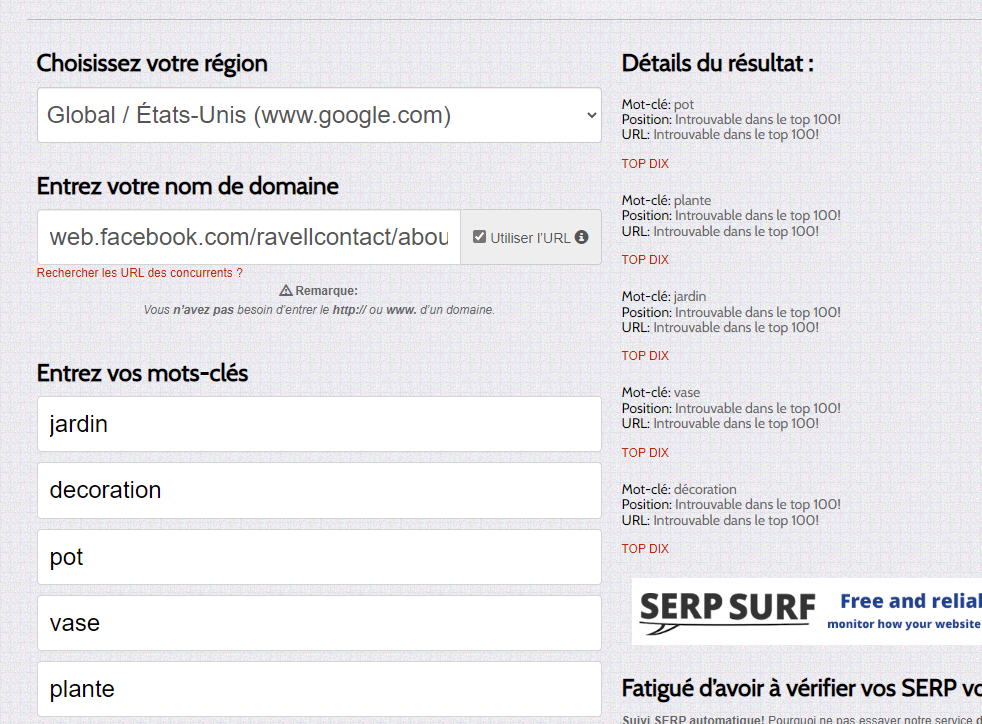 Choisissez votre région
Global / États-Unis (www.google.com)
Entrez votre nom de domaine
web.facebook.com/ravellcontact/abou
Utiliser l'URL
Rechercher les URL des concurrents ?
Remarque:
Vous n'avez pas besoin d'entrer le http:// ou www. d'un domaine.
Entrez vos mots-clés
jardin
decoration
pot
vase
plante
Détails du résultat :
Mot-clé: pot
Position: Introuvable dans le top 100!
URL: Introuvable dans le top 100!
TOP DIX
Mot-clé: plante
Position: Introuvable dans le top 100!
URL: Introuvable dans le top 100!
TOP DIX
Mot-clé: jardin
Position: Introuvable dans le top 100!
URL: Introuvable dans le top 100!
TOP DIX
Mot-clé: vase
Position: Introuvable dans le top 100!
URL: Introuvable dans le top 100!
TOP DIX
Mot-clé: décoration
Position: Introuvable dans le top 100!
URL: Introuvable dans le top 100!
TOP DIX
SERP SURF
Free and relial
monitor how your website
Fatigué d'avoir à vérifier vos SERP vo
Suivi SERP automatique! Pourquoi ne pas essayer notre service d